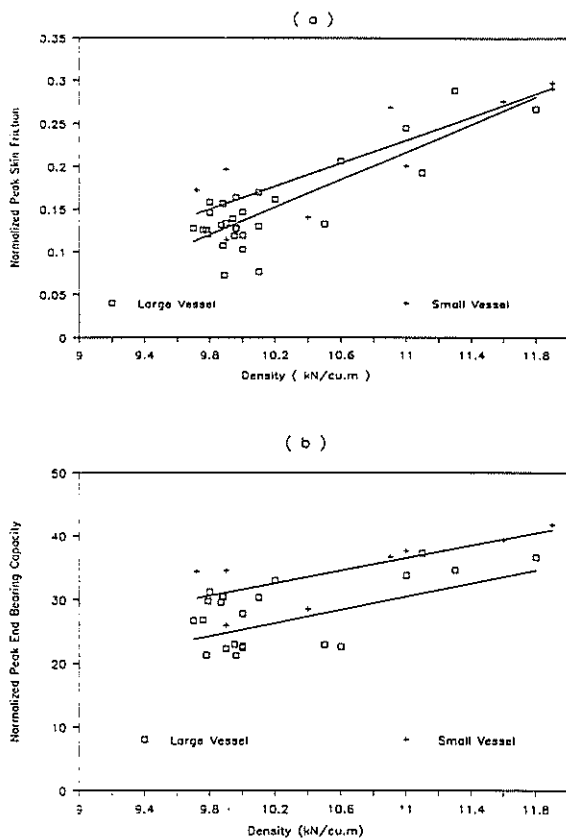 ( a )
Normalized Peak Skin Friction
0.35
0.3
0.25
0.2
0.15
0.1
0.05
0
Large Vessel
Small Vessel
9 9.4 9.8 10.2 10.6 11 11.4 11.8
Density ( kN/cu.m )
( b )
Normalized Peak End Bearing Capacity
50
40
30
20
10
0
Large Vessel
Small Vessel
9 9.4 9.8 10.2 10.6 11 11.4 11.8
Density (kN/cu.m)